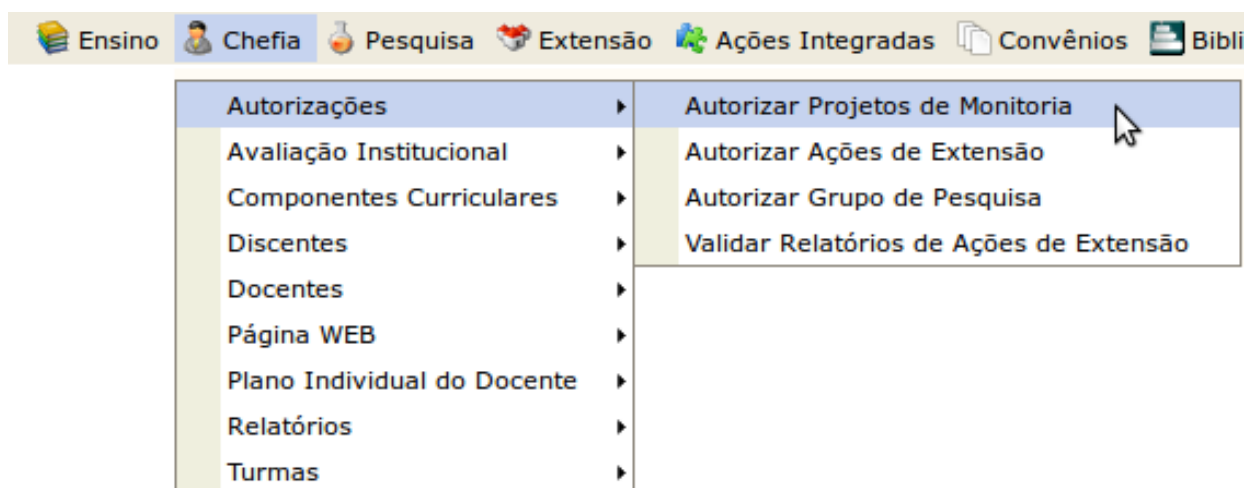 Ensino Chefia Pesquisa Extensão Ações Integradas Convênios Bibli
Autorizações
Avaliação Institucional
Componentes Curriculares
Discentes
Docentes
Página WEB
Plano Individual do Docente
Relatórios
Turmas
Autorizar Projetos de Monitoria
Autorizar Ações de Extensão
Autorizar Grupo de Pesquisa
Validar Relatórios de Ações de Extensão